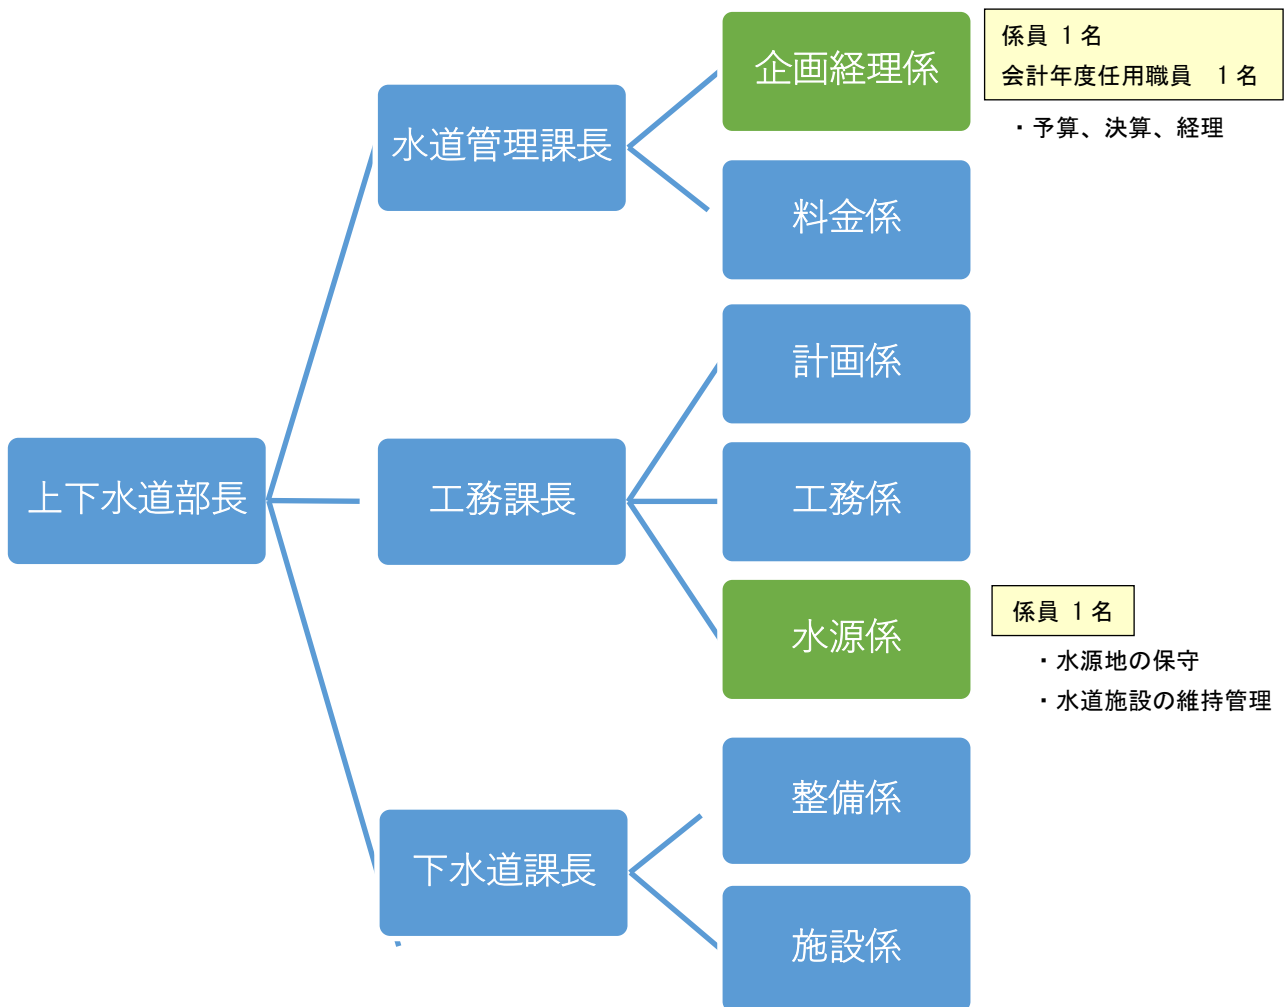 上下水道部長
水道管理課長
企画経理係
係員 1名
会計年度任用職員　1名
・予算、決算、経理
料金係
工務課長
計画係
工務係
水源係
係員 1名
・水源地の保守
・水道施設の維持管理
下水道課長
整備係
施設係